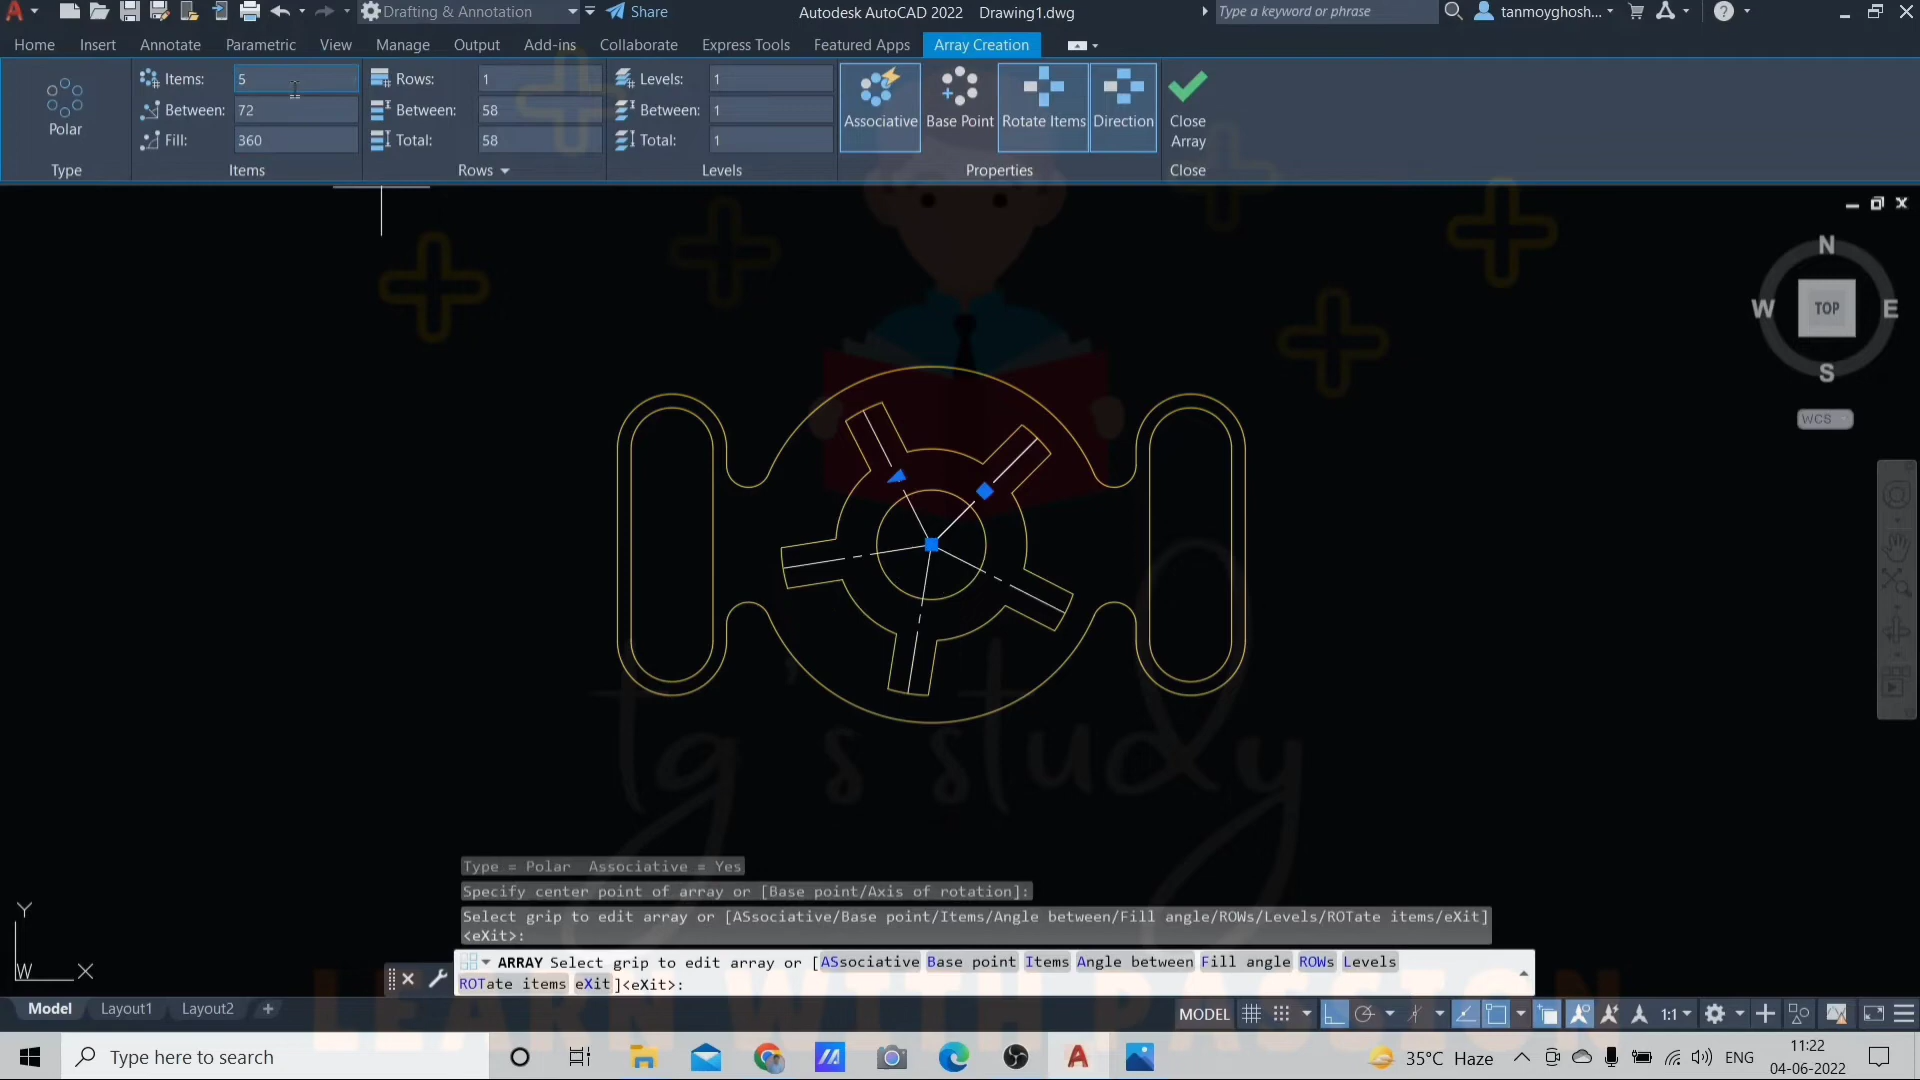 Drafting & Annotation
Share
Autodesk AutoCAD 2022 Drawing1.dwg
Type a keyword or phrase
tanmoyghosh...
Home Insert Annotate Parametric View Manage Output Add-ins Collaborate Express Tools Featured Apps Array Creation
Items: 5
Between: 72
Fill: 360
Rows: 1
Between: 58
Total: 58
Levels: 1
Between: 1
Total: 1
Polar
Associative
Base Point
Rotate Items
Direction
Close
Array
Type
Items
Rows
Levels
Properties
Close
N
W
TOP
E
S
WCS
tg's study
Type = Polar Associative = Yes
Specify center point of array or [Base point/Axis of rotation]:
Select grip to edit array or [ASsociative/Base point/Items/Angle between/Fill angle/ROWs/Levels/ROTate items/eXit]
<eXit>:
ARRAY Select grip to edit array or [ASsociative Base point Items Angle between Fill angle ROWs Levels
ROTate items eXit]<eXit>:
Y
W X
LEARN WITH PASSION
Model Layout1 Layout2
MODEL
1:1
Type here to search
35°C Haze
ENG
11:22
04-06-2022